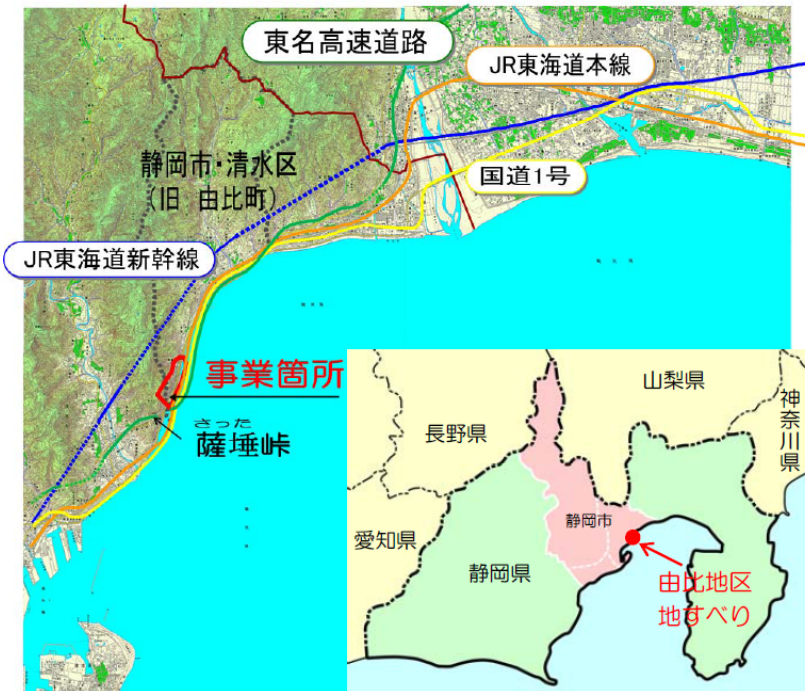 東名高速道路
JR東海道本線
静岡市・清水区
(旧 由比町)
国道1号
JR東海道新幹線
事業箇所
さった
薩埵峠
山梨県
神奈川県
長野県
静岡市
愛知県
静岡県
由比地区
地すべり